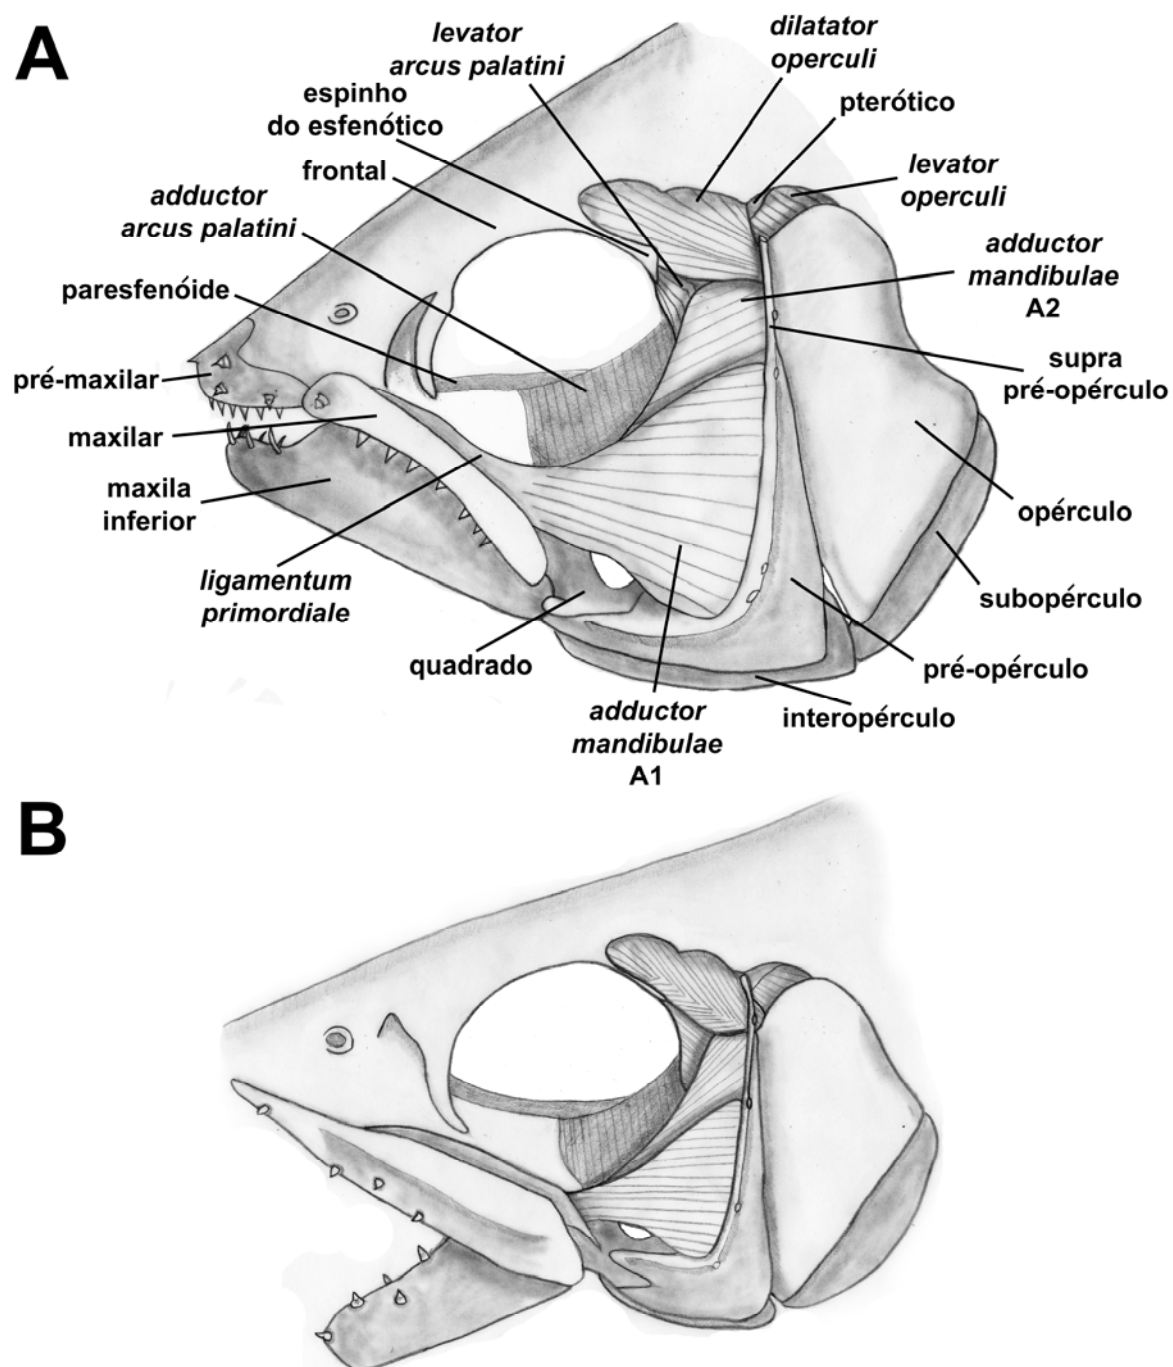 A
levator
arcus palatini
dilatator
operculi
espinho
do esfenótico
pterótico
frontal
levator
operculi
adductor
arcus palatini
adductor
mandibulae
A2
paresfenóide
supra
pré-opérculo
pré-maxilar
maxilar
maxila
inferior
opérculo
ligamentum
primordiale
subopérculo
quadrado
pré-opérculo
adductor
mandibulae
A1
interopérculo
B